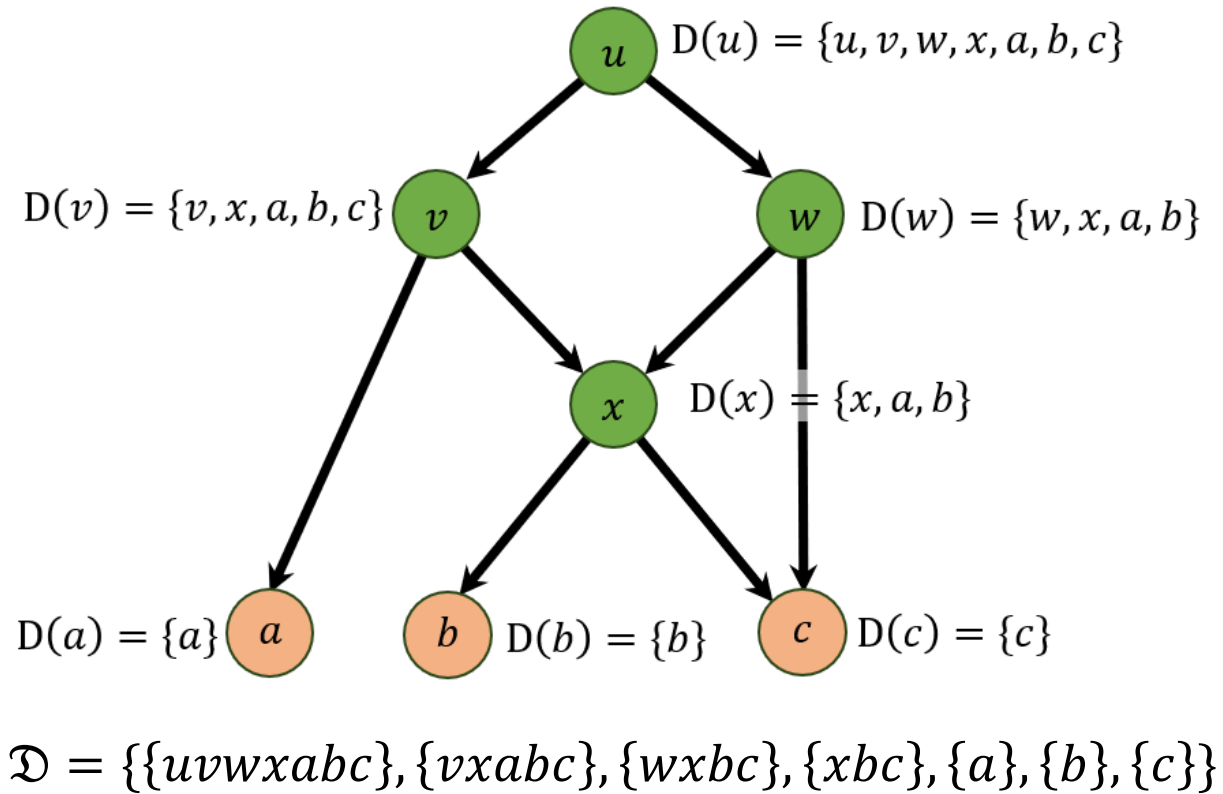 u D(u) = {u, v, w, x, a, b, c}
D(v) = {v, x, a, b, c} v w D(w) = {w, x, a, b}
x D(x) = {x, a, b}
D(a) = {a} a b D(b) = {b} c D(c) = {c}
𝔇 = {{uvwxabc}, {vxabc}, {wxbc}, {xbc}, {a}, {b}, {c}}